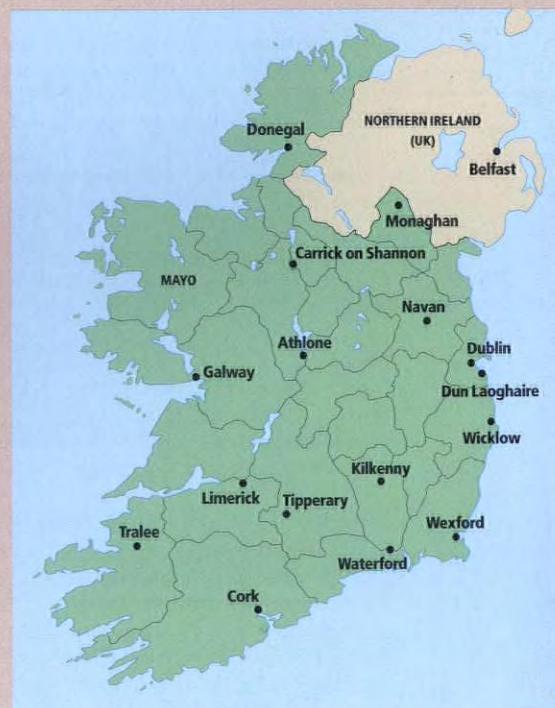 Donegal
NORTHERN IRELAND
(UK)
Belfast
Monaghan
Carrick on Shannon
MAYO
Navan
Athlone
Dublin
Galway
Dun Laoghaire
Wicklow
Kilkenny
Limerick
Tipperary
Wexford
Tralee
Waterford
Cork